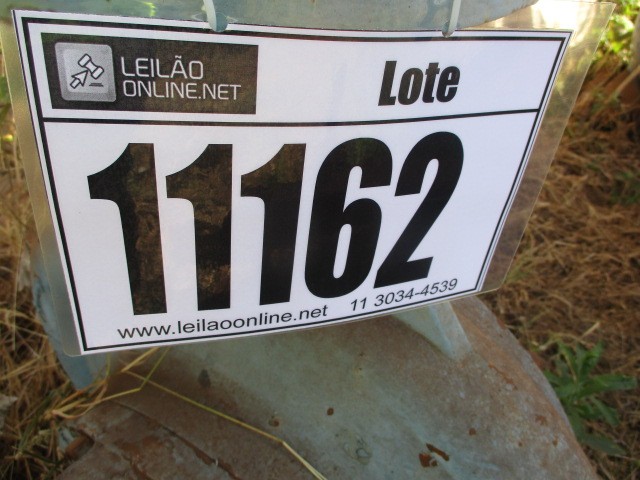 LEILÃO
ONLINE.NET
Lote
11162
www.leilaoonline.net 11 3034-4539